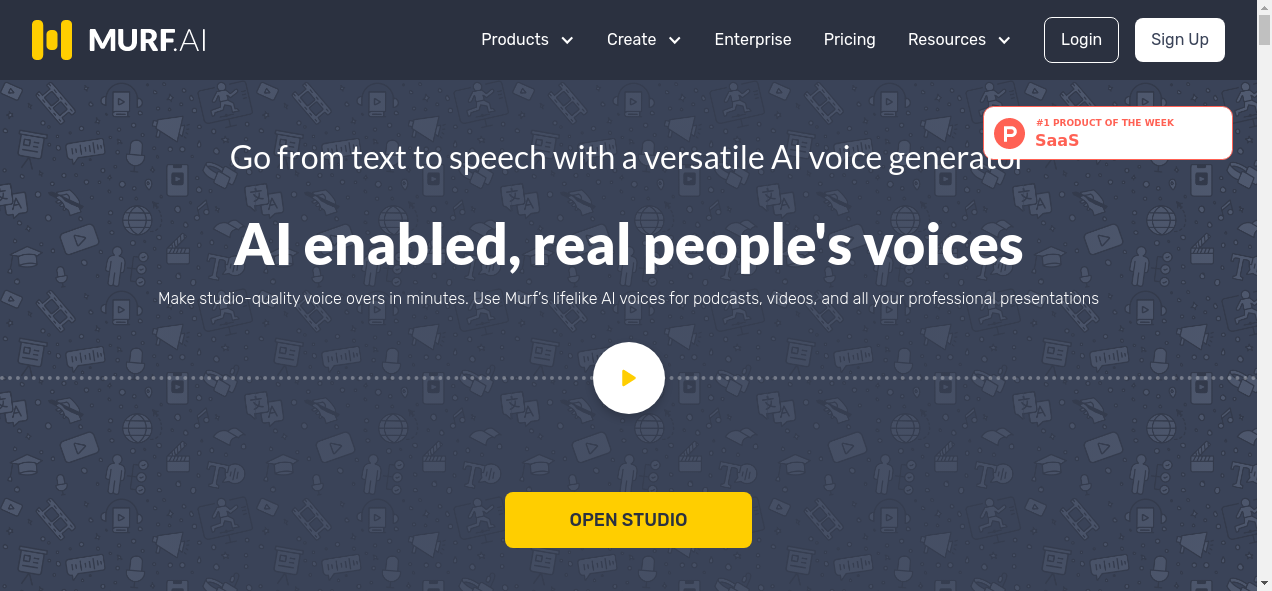 MURF.AI
Products
Create
Enterprise
Pricing
Resources
Login
Sign Up
#1 PRODUCT OF THE WEEK
SaaS
Go from text to speech with a versatile AI voice generator
AI enabled, real people's voices
Make studio-quality voice overs in minutes. Use Murf’s lifelike AI voices for podcasts, videos, and all your professional presentations
OPEN STUDIO